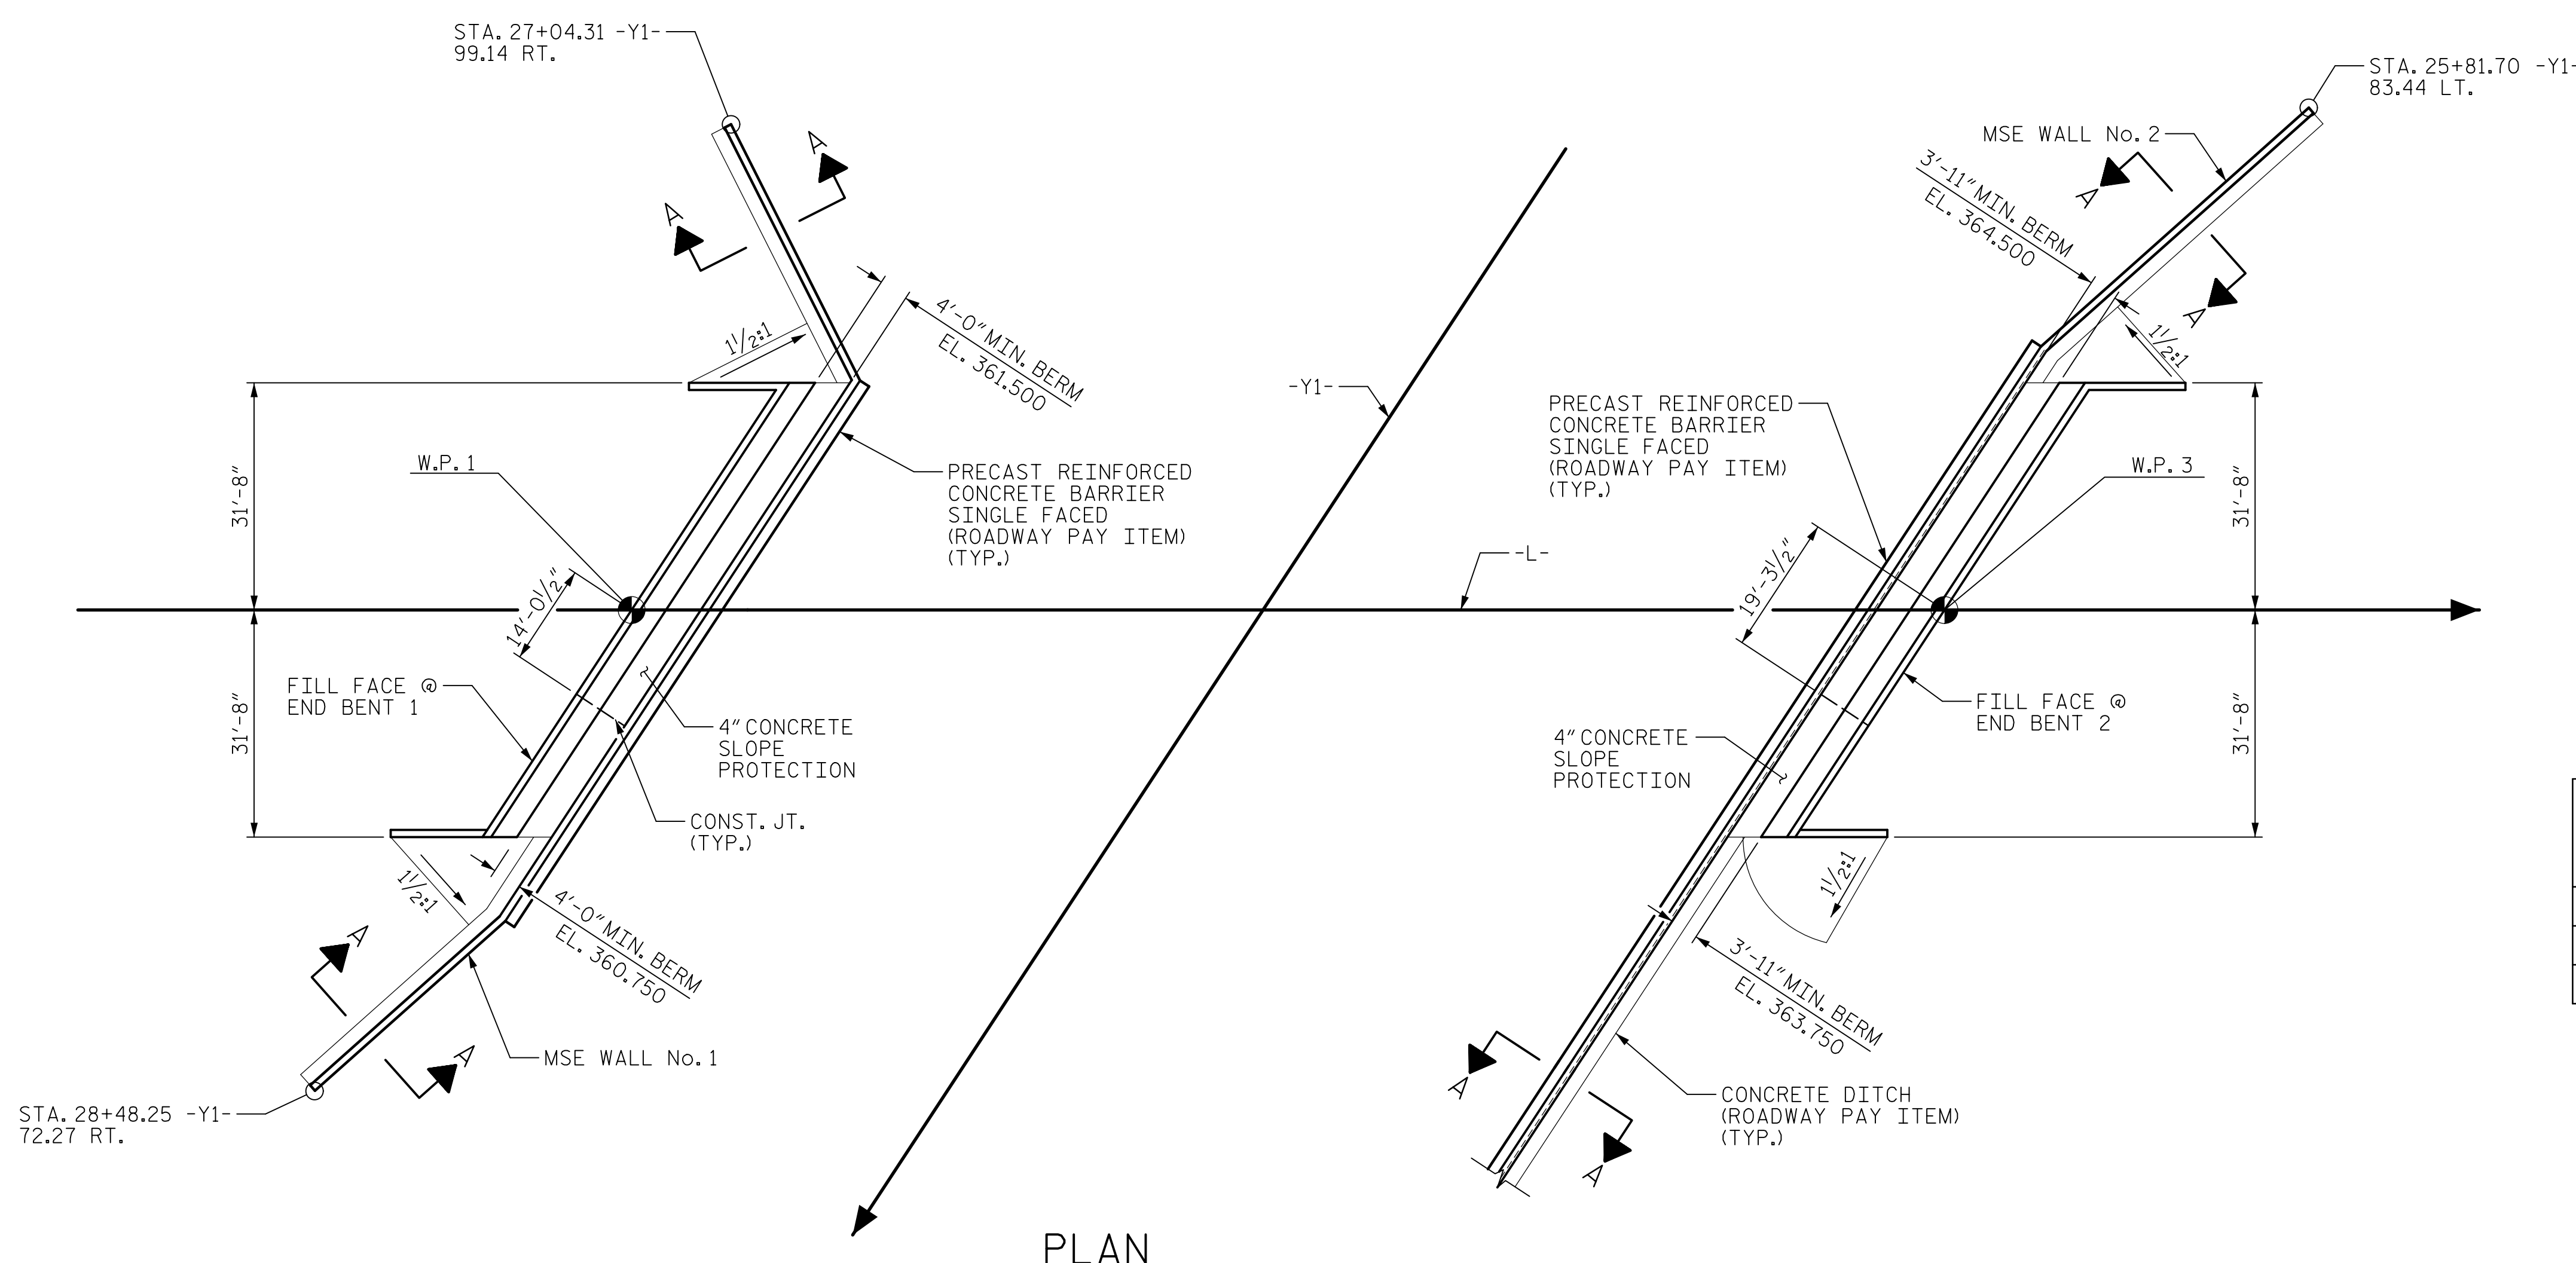 STA. 27+04.31 -Y1-
99.14 RT.
STA. 25+81.70 -Y1-
83.44 LT.
MSE WALL No. 2
A
A
A
A
3'-11" MIN. BERM
EL. 364.500
1½:1
4'-0" MIN. BERM
EL. 361.500
1½:1
-Y1-
PRECAST REINFORCED
CONCRETE BARRIER
SINGLE FACED
(ROADWAY PAY ITEM)
(TYP.)
W.P. 1
PRECAST REINFORCED
CONCRETE BARRIER
SINGLE FACED
(ROADWAY PAY ITEM)
(TYP.)
W.P. 3
31'-8"
31'-8"
-L-
14'-0½"
19'-3½"
FILL FACE @
END BENT 1
31'-8"
4" CONCRETE
SLOPE
PROTECTION
CONST. JT.
(TYP.)
FILL FACE @
END BENT 2
31'-8"
4" CONCRETE
SLOPE
PROTECTION
1½:1
4'-0" MIN. BERM
EL. 360.750
1½:1
3'-11" MIN. BERM
EL. 363.750
A
A
MSE WALL No. 1
A
A
STA. 28+48.25 -Y1-
72.27 RT.
CONCRETE DITCH
(ROADWAY PAY ITEM)
(TYP.)
PLAN